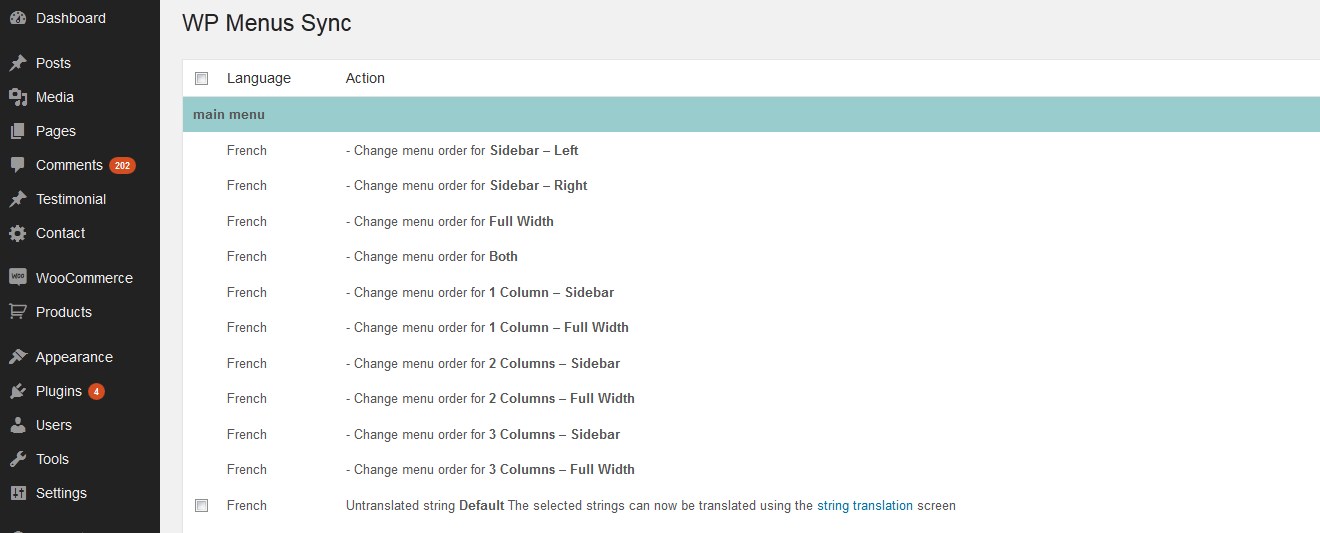 WP Menus Sync
Dashboard
Posts
Media
Pages
Comments 202
Testimonial
Contact
WooCommerce
Products
Appearance
Plugins 4
Users
Tools
Settings
Language Action
main menu
French - Change menu order for Sidebar – Left
French - Change menu order for Sidebar – Right
French - Change menu order for Full Width
French - Change menu order for Both
French - Change menu order for 1 Column – Sidebar
French - Change menu order for 1 Column – Full Width
French - Change menu order for 2 Columns – Sidebar
French - Change menu order for 2 Columns – Full Width
French - Change menu order for 3 Columns – Sidebar
French - Change menu order for 3 Columns – Full Width
French Untranslated string Default The selected strings can now be translated using the string translation screen